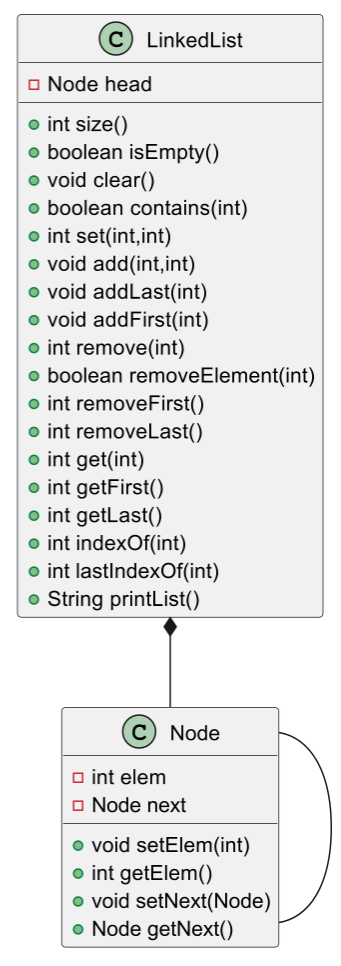 C LinkedList
Node head
int size()
boolean isEmpty()
void clear()
boolean contains(int)
int set(int,int)
void add(int,int)
void addLast(int)
void addFirst(int)
int remove(int)
boolean removeElement(int)
int removeFirst()
int removeLast()
int get(int)
int getFirst()
int getLast()
int indexOf(int)
int lastIndexOf(int)
String printList()
C Node
int elem
Node next
void setElem(int)
int getElem()
void setNext(Node)
Node getNext()